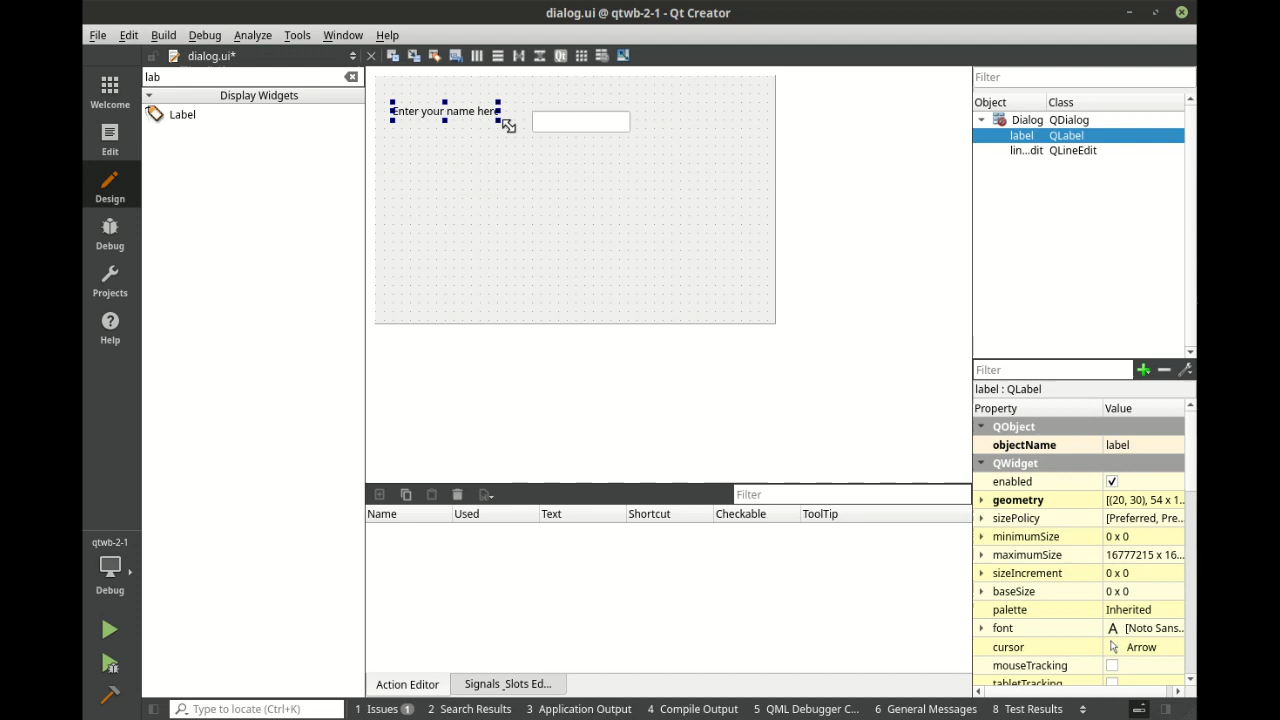 dialog.ui @ qtwb-2-1 - Qt Creator
File Edit Build Debug Analyze Tools Window Help
dialog.ui*
lab
Display Widgets
Label
Welcome
Edit
Design
Debug
Projects
Help
qtwb-2-1
Debug
Enter your name here
Filter
Object Class
Dialog QDialog
label QLabel
lin...dit QLineEdit
Filter
label : QLabel
Property Value
QObject
objectName label
QWidget
enabled
geometry [(20, 30), 54 x 1...
sizePolicy [Preferred, Pre...
minimumSize 0 x 0
maximumSize 16777215 x 16...
sizeIncrement 0 x 0
baseSize 0 x 0
palette Inherited
font A [Noto Sans...
cursor Arrow
mouseTracking
tabletTracking
Filter
Name Used Text Shortcut Checkable ToolTip
Action Editor Signals _Slots Ed...
Type to locate (Ctrl+K) 1 Issues 1 2 Search Results 3 Application Output 4 Compile Output 5 QML Debugger C... 6 General Messages 8 Test Results